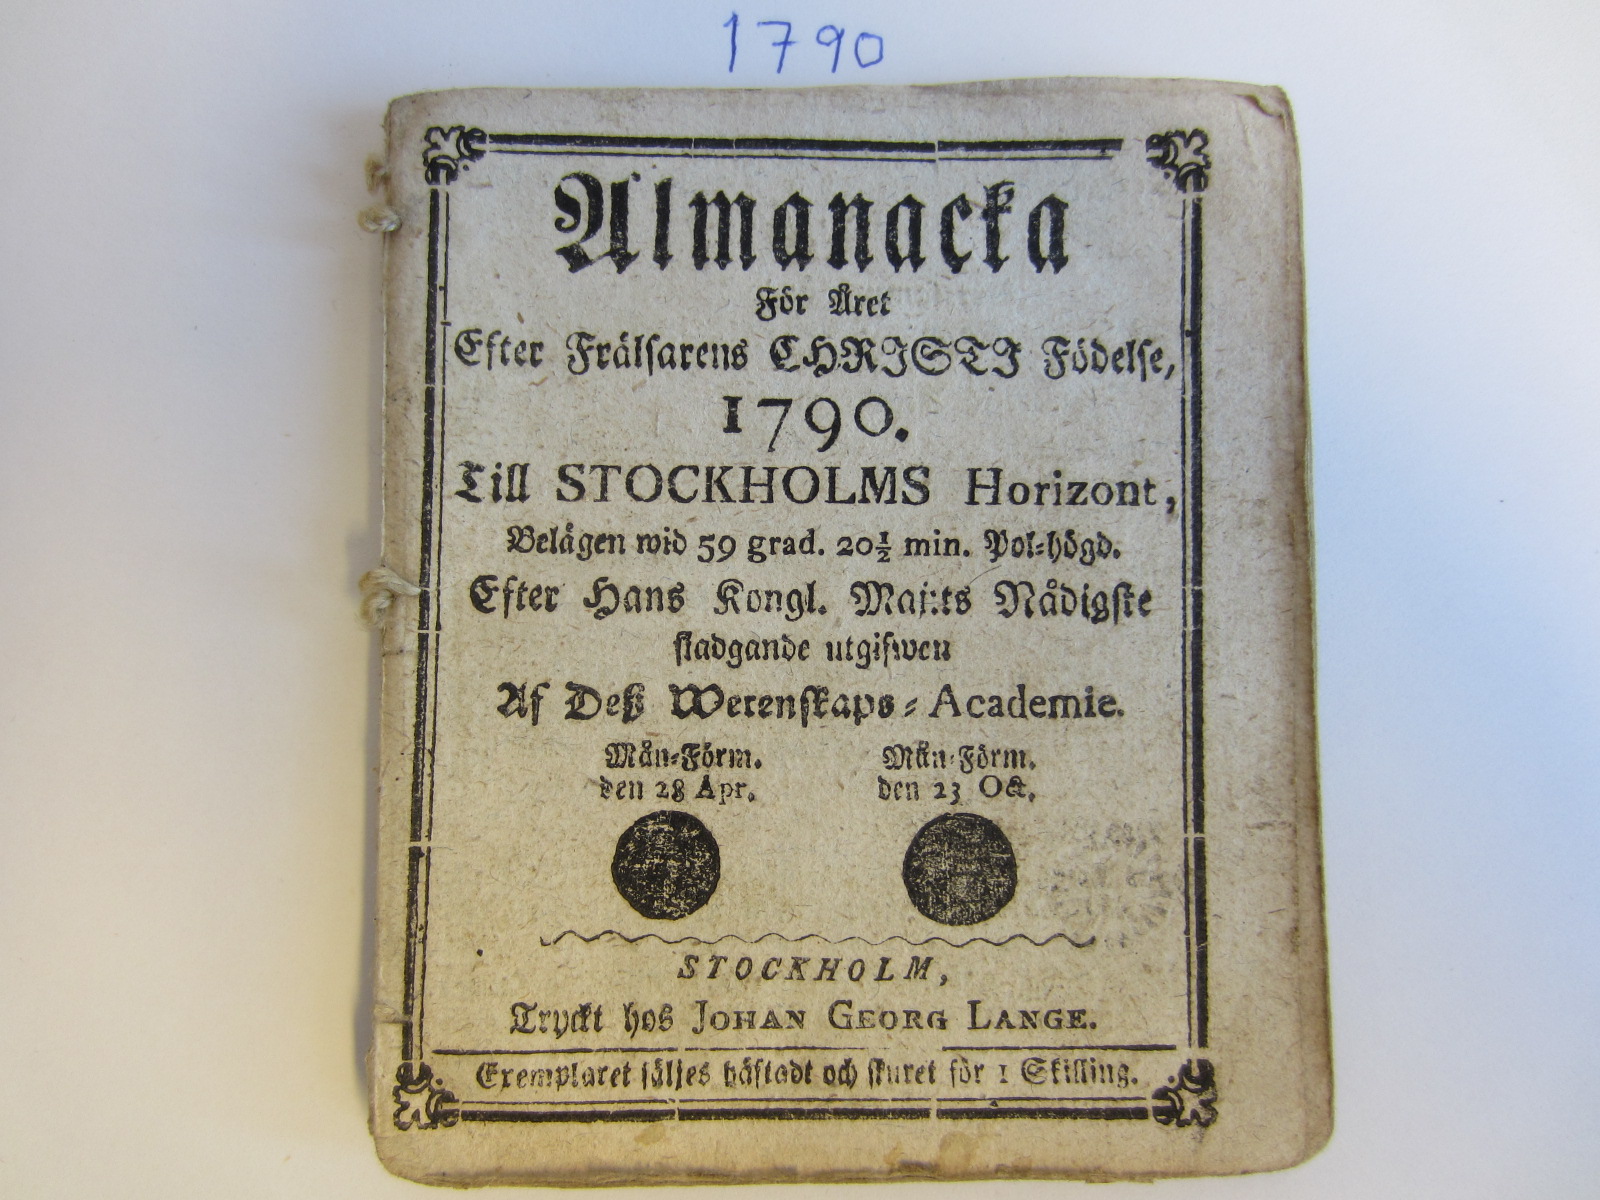 1790
Almanacka
För Året
Efter Frälsarens CHRISTI Födelse,
1790.
Till STOCKHOLMS Horizont,
Belägen wid 59 grad. 20½ min. Pol-högd.
Efter Hans Kongl. Maj:ts Nådigste
stadgande utgifwen
Af Deß Wetenskaps-Academie.
Mån-Förm.
den 28 Apr.
Mån-Förm.
den 23 Oct.
STOCKHOLM,
Tryckt hos JOHAN GEORG LANGE.
Exemplaret säljes häftadt och skuret för 1 Skilling.